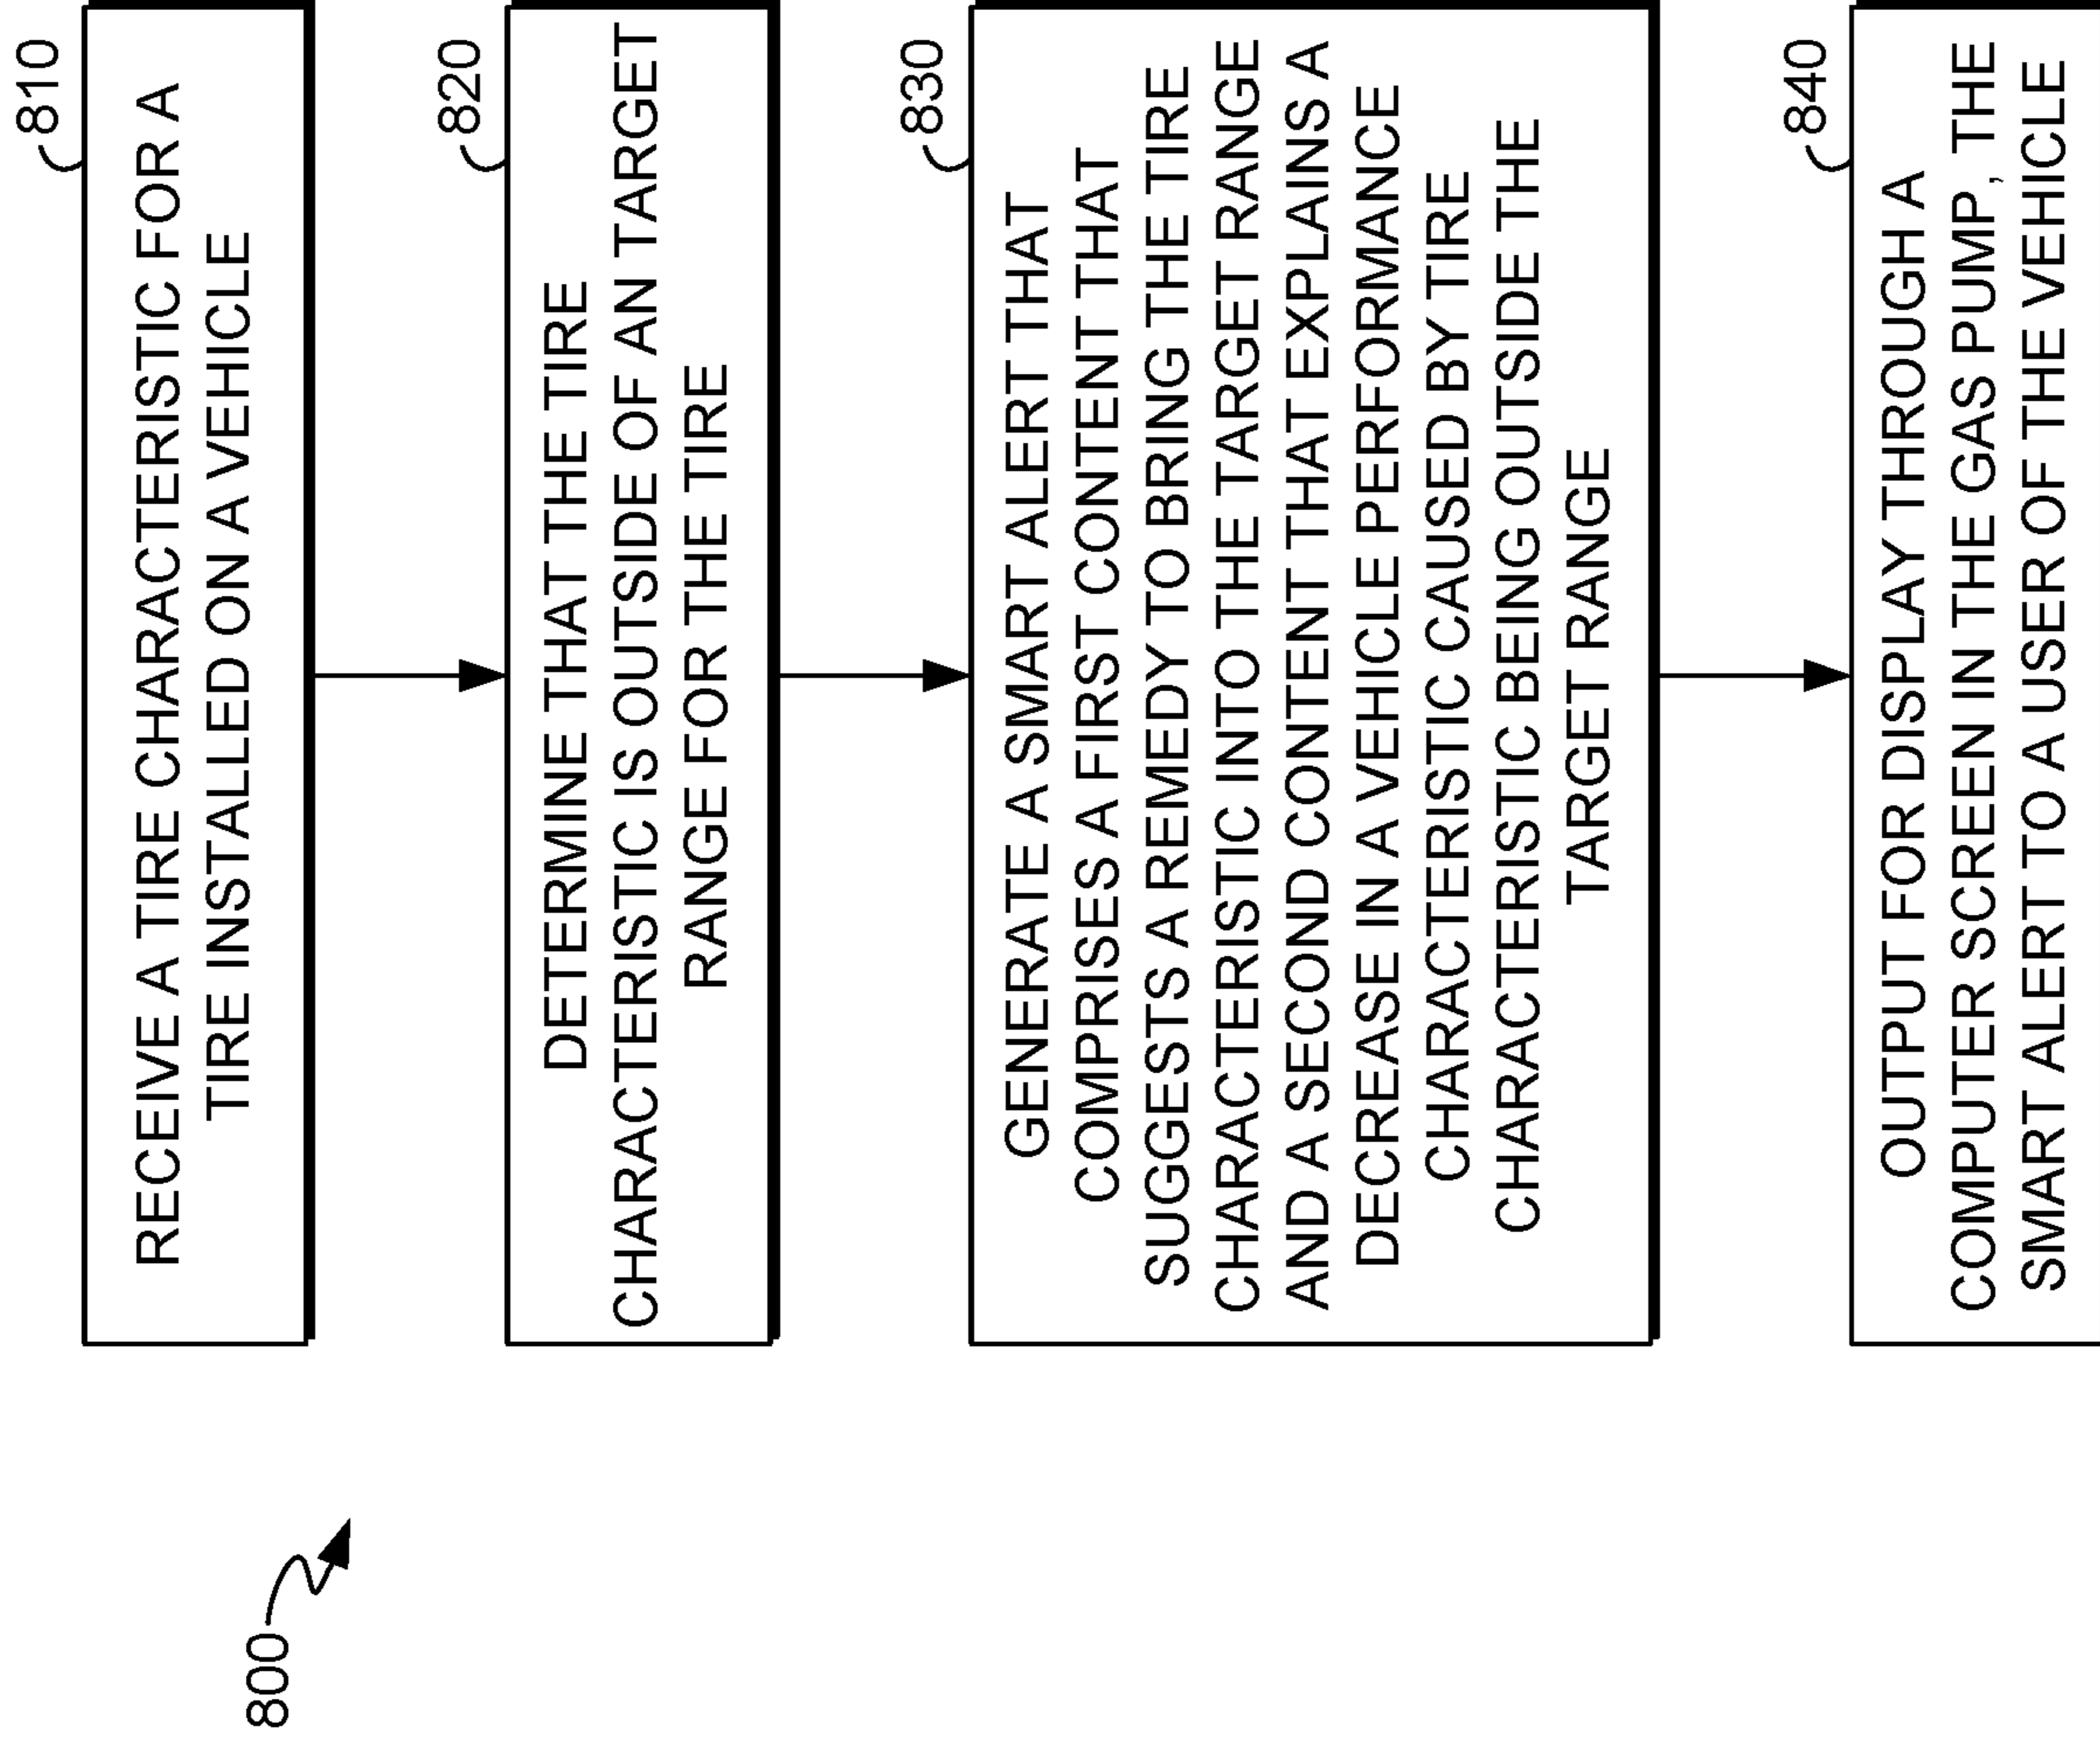 800
810
RECEIVE A TIRE CHARACTERISTIC FOR A
TIRE INSTALLED ON A VEHICLE
820
DETERMINE THAT THE TIRE
CHARACTERISTIC IS OUTSIDE OF AN TARGET
RANGE FOR THE TIRE
830
GENERATE A SMART ALERT THAT
COMPRISES A FIRST CONTENT THAT
SUGGESTS A REMEDY TO BRING THE TIRE
CHARACTERISTIC INTO THE TARGET RANGE
AND A SECOND CONTENT THAT EXPLAINS A
DECREASE IN A VEHICLE PERFORMANCE
CHARACTERISTIC CAUSED BY TIRE
CHARACTERISTIC BEING OUTSIDE THE
TARGET RANGE
840
OUTPUT FOR DISPLAY THROUGH A
COMPUTER SCREEN IN THE GAS PUMP, THE
SMART ALERT TO A USER OF THE VEHICLE